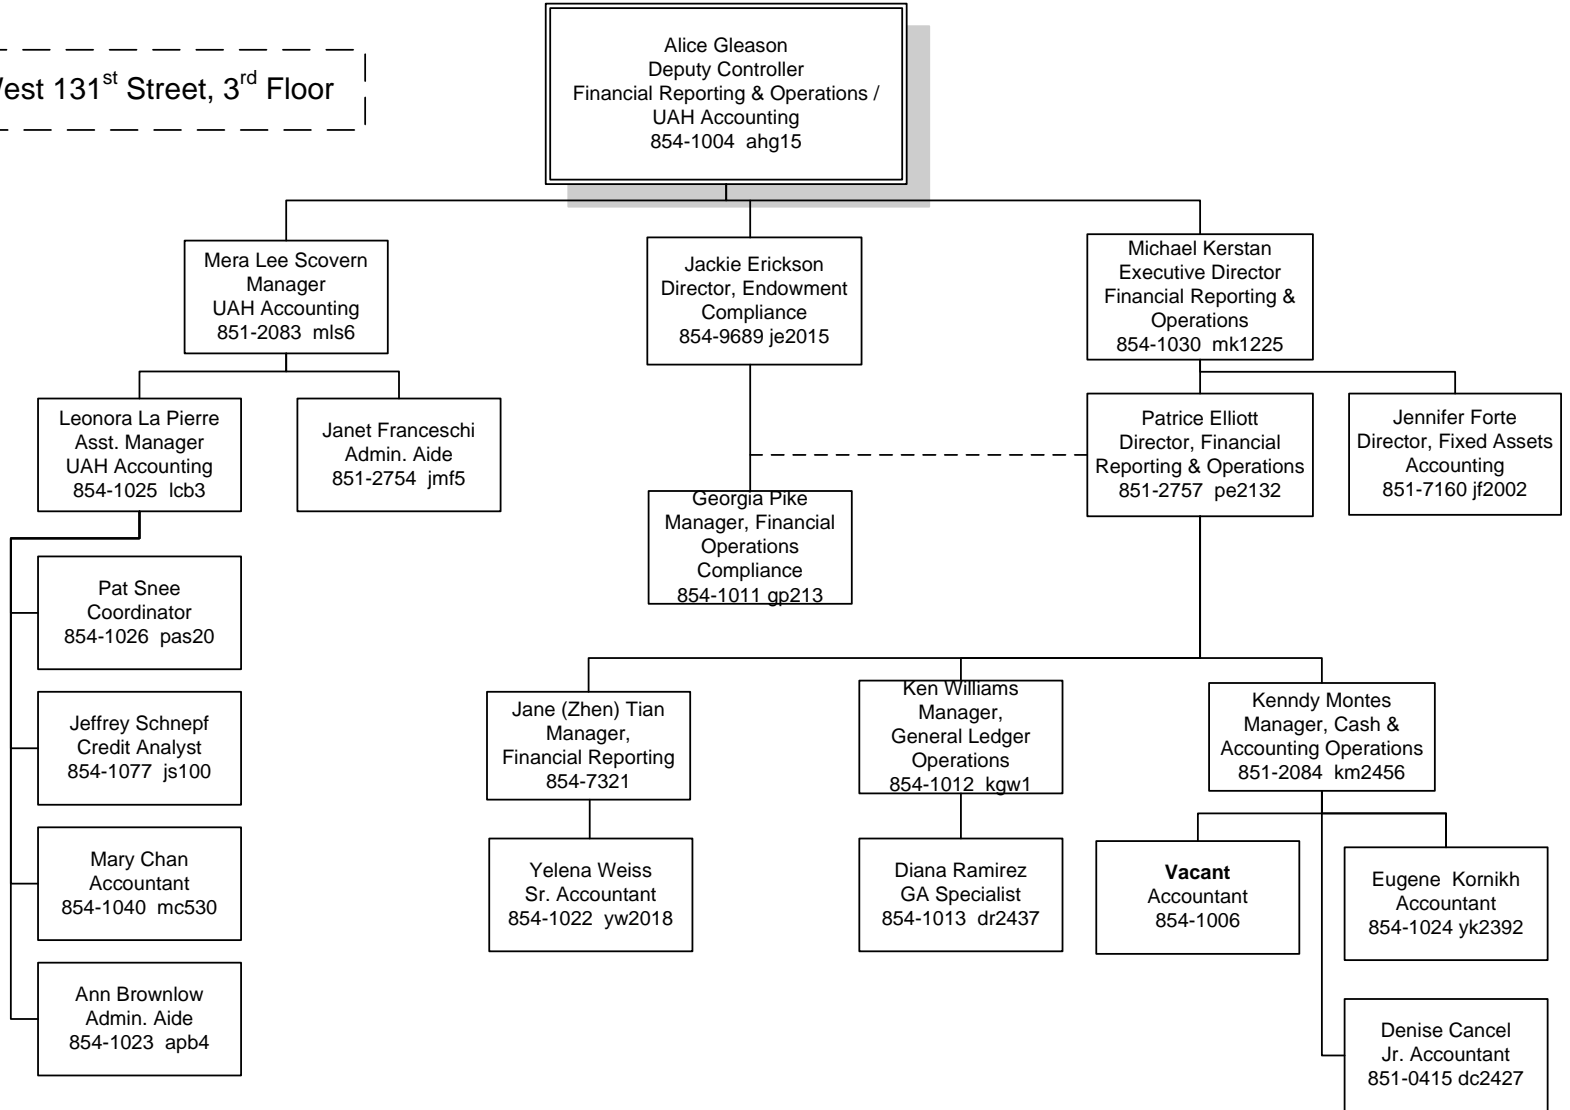 West 131st Street, 3rd Floor
Alice Gleason
Deputy Controller
Financial Reporting & Operations /
UAH Accounting
854-1004 ahg15
Mera Lee Scovern
Manager
UAH Accounting
851-2083 mls6
Jackie Erickson
Director, Endowment
Compliance
854-9689 je2015
Michael Kerstan
Executive Director
Financial Reporting &
Operations
854-1030 mk1225
Leonora La Pierre
Asst. Manager
UAH Accounting
854-1025 lcb3
Janet Franceschi
Admin. Aide
851-2754 jmf5
Patrice Elliott
Director, Financial
Reporting & Operations
851-2757 pe2132
Jennifer Forte
Director, Fixed Assets
Accounting
851-7160 jf2002
Georgia Pike
Manager, Financial
Operations
Compliance
854-1011 gp213
Pat Snee
Coordinator
854-1026 pas20
Jeffrey Schnepf
Credit Analyst
854-1077 js100
Mary Chan
Accountant
854-1040 mc530
Ann Brownlow
Admin. Aide
854-1023 apb4
Jane (Zhen) Tian
Manager,
Financial Reporting
854-7321
Ken Williams
Manager,
General Ledger
Operations
854-1012 kgw1
Kenndy Montes
Manager, Cash &
Accounting Operations
851-2084 km2456
Yelena Weiss
Sr. Accountant
854-1022 yw2018
Diana Ramirez
GA Specialist
854-1013 dr2437
Vacant
Accountant
854-1006
Eugene Kornikh
Accountant
854-1024 yk2392
Denise Cancel
Jr. Accountant
851-0415 dc2427